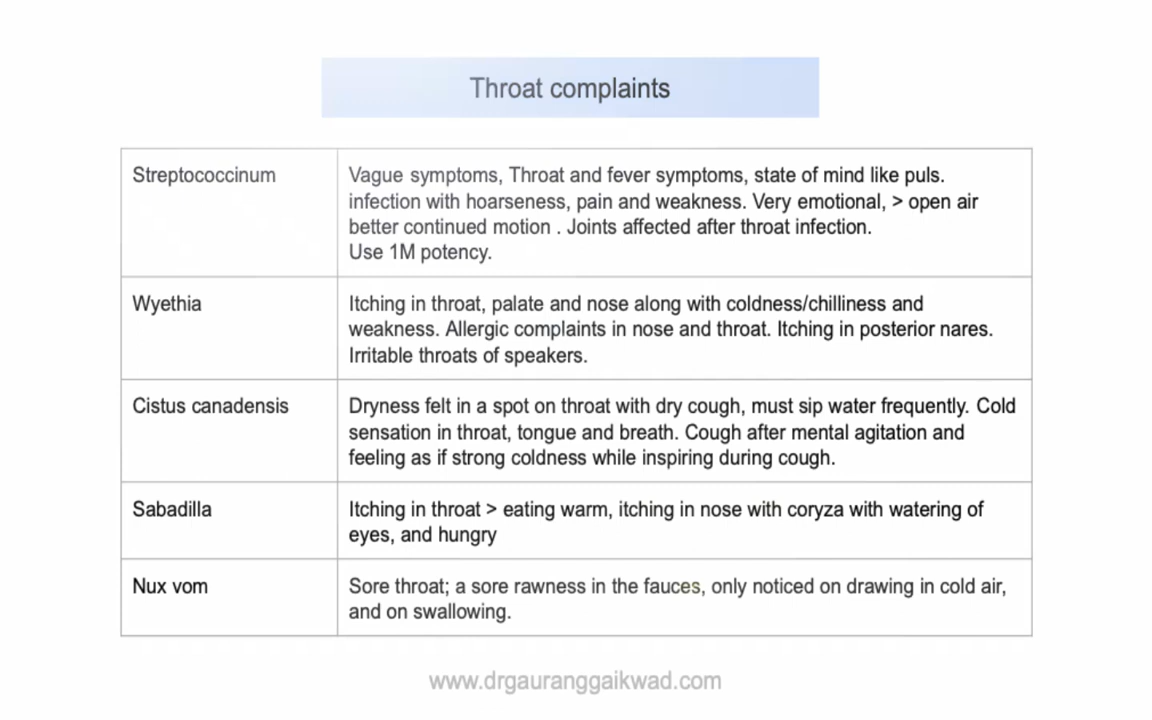 Throat complaints
Streptococcinum
Vague symptoms, Throat and fever symptoms, state of mind like puls.
infection with hoarseness, pain and weakness. Very emotional, > open air
better continued motion . Joints affected after throat infection.
Use 1M potency.
Wyethia
Itching in throat, palate and nose along with coldness/chilliness and
weakness. Allergic complaints in nose and throat. Itching in posterior nares.
Irritable throats of speakers.
Cistus canadensis
Dryness felt in a spot on throat with dry cough, must sip water frequently. Cold
sensation in throat, tongue and breath. Cough after mental agitation and
feeling as if strong coldness while inspiring during cough.
Sabadilla
Itching in throat > eating warm, itching in nose with coryza with watering of
eyes, and hungry
Nux vom
Sore throat; a sore rawness in the fauces, only noticed on drawing in cold air,
and on swallowing.
www.drgauranggaikwad.com